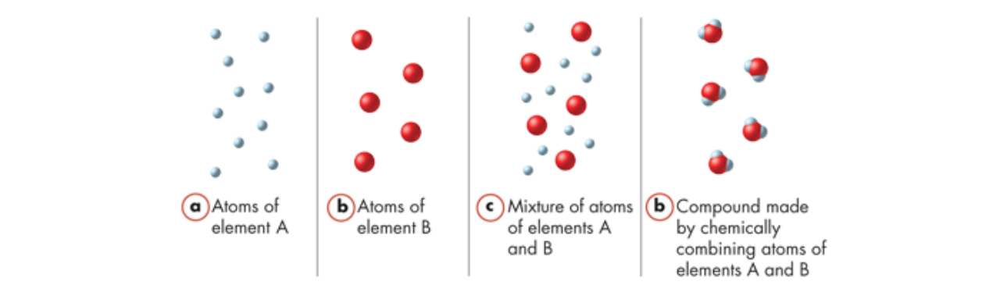 a Atoms of
element A
b Atoms of
element B
c Mixture of atoms
of elements A
and B
b Compound made
by chemically
combining atoms of
elements A and B